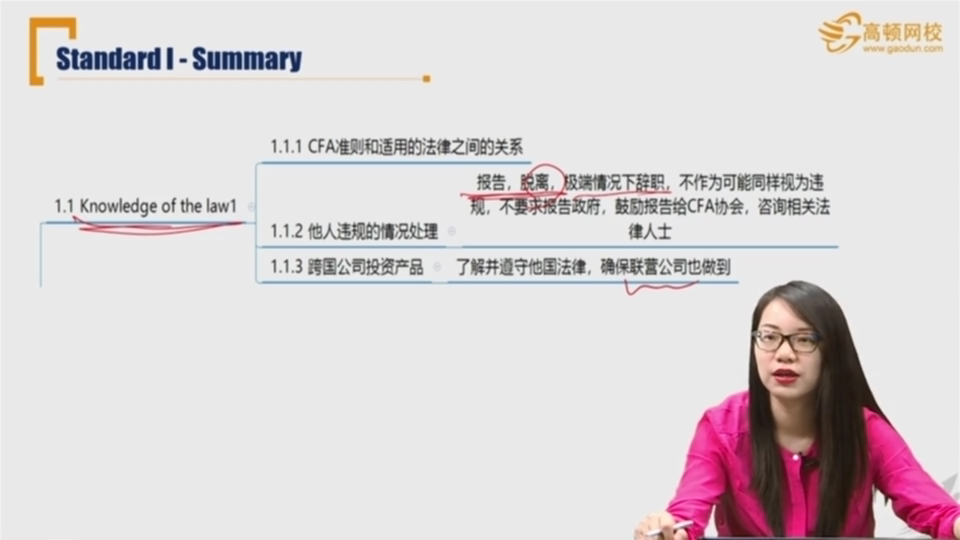 Standard I - Summary
高顿网校
www.gaodun.com
1.1 Knowledge of the law1
1.1.1 CFA准则和适用的法律之间的关系
1.1.2 他人违规的情况处理
报告，脱离，极端情况下辞职，不作为可能同样视为违
规，不要求报告政府，鼓励报告给CFA协会，咨询相关法
律人士
1.1.3 跨国公司投资产品
了解并遵守他国法律，确保联营公司也做到